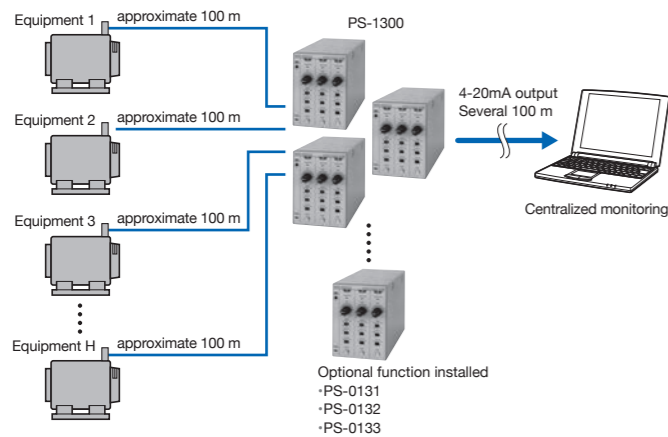 Equipment 1
approximate 100 m
PS-1300
4-20mA output
Several 100 m
Equipment 2
approximate 100 m
Centralized monitoring
Equipment 3
approximate 100 m
Equipment H
approximate 100 m
Optional function installed
•PS-0131
•PS-0132
•PS-0133